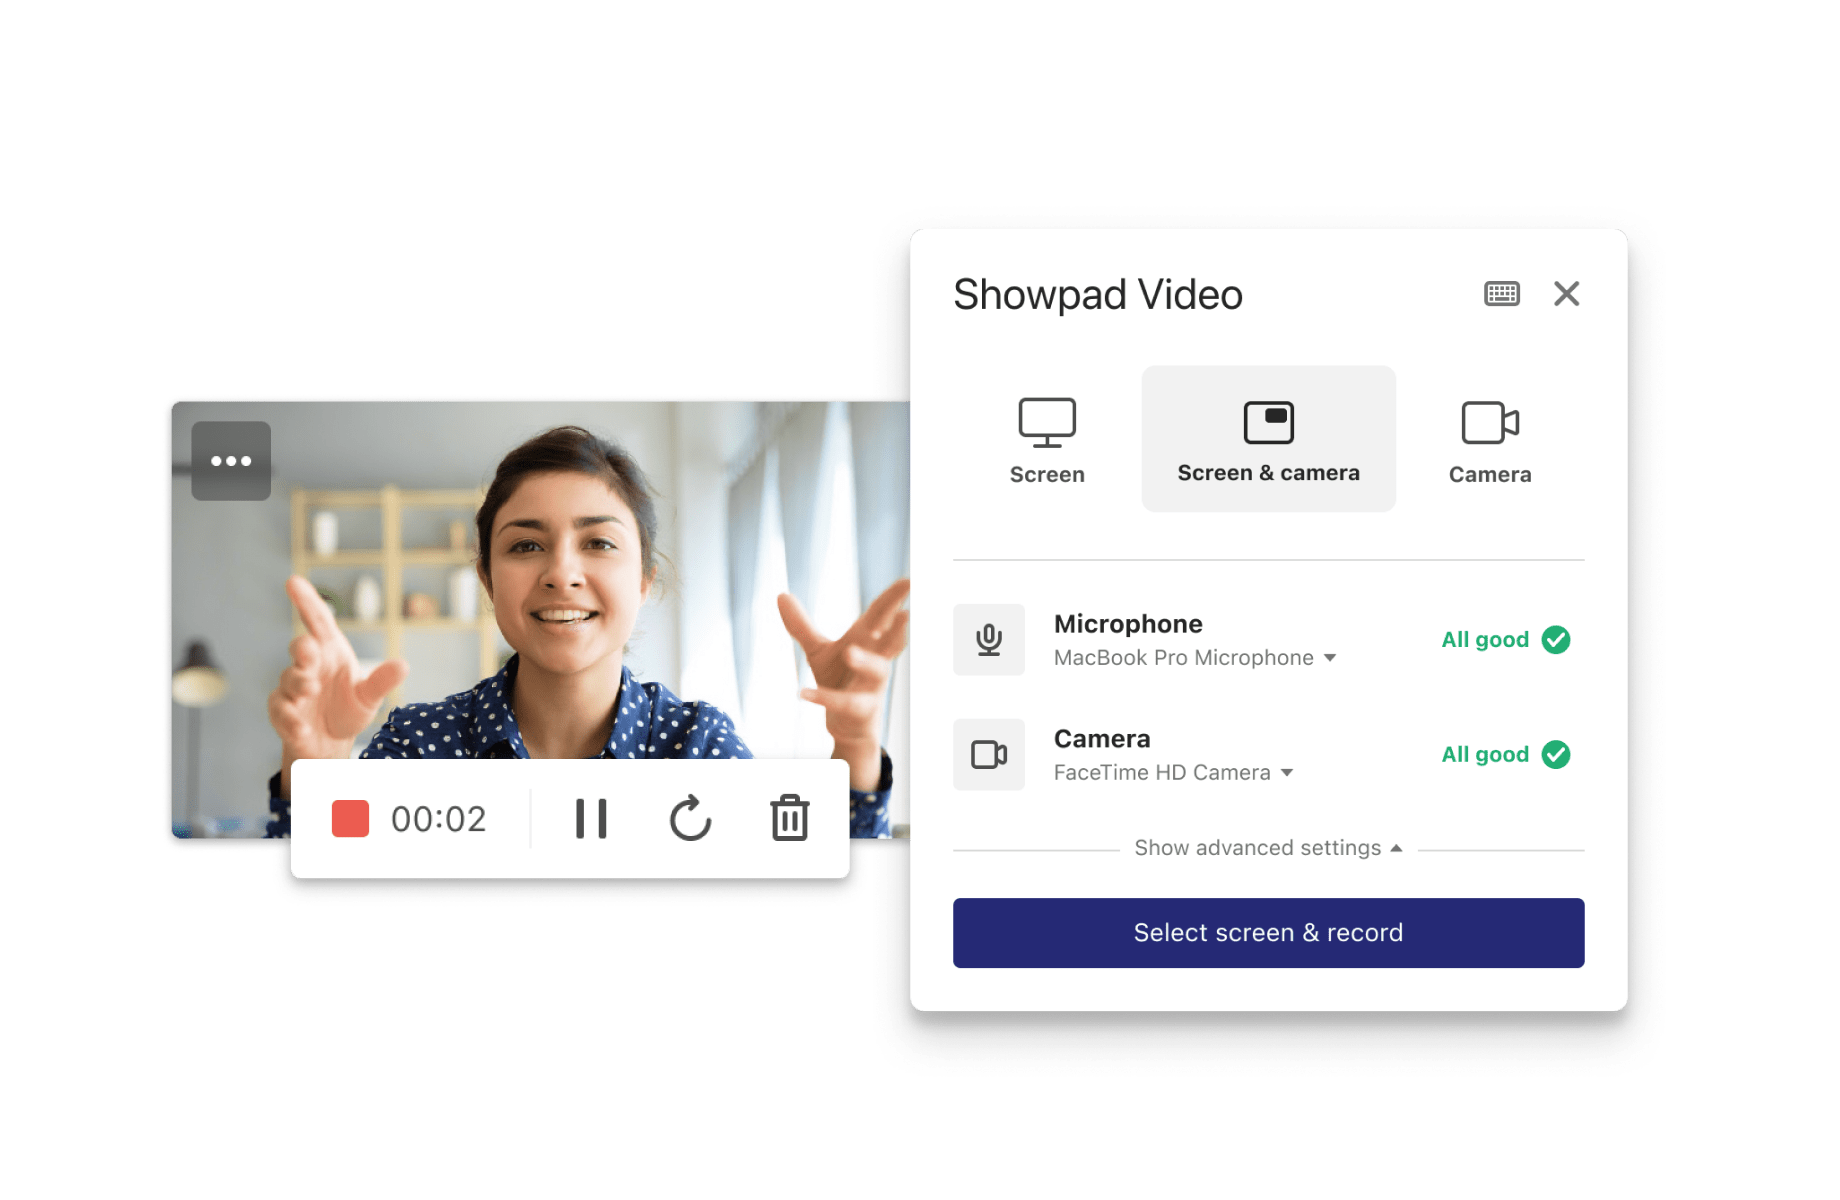 Showpad Video
Screen
Screen & camera
Camera
Microphone
MacBook Pro Microphone
All good
Camera
FaceTime HD Camera
All good
Show advanced settings
Select screen & record
00:02